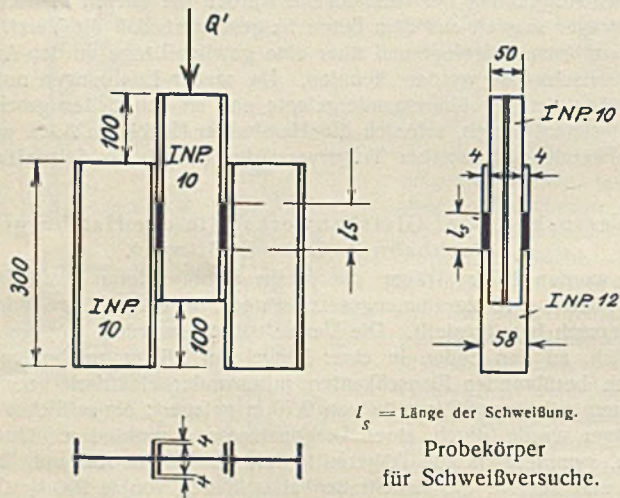 Q'
100
INP.
10
300
INP.
10
100
ls
50
INP. 10
4
4
ls
INP. 12
58
4
4
ls = Länge der Schweißung.
Probekörper
für Schweißversuche.